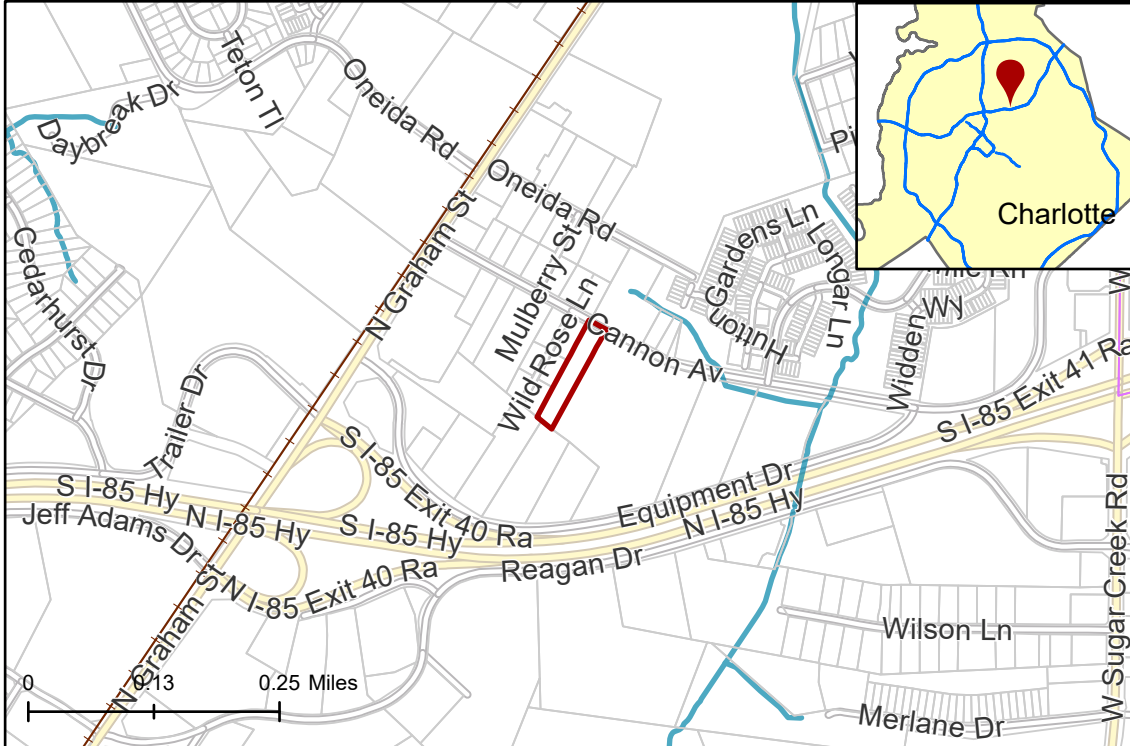 Teton Tl
Oneida Rd
Daybreak Dr
Oneida Rd
Charlotte
Cedarhurst Dr
N Graham St
Mulberry St
Wild Rose Ln
Gardens Ln
Longar Ln
Hutton
Cannon Av
Widden
Wy
Trailer Dr
S I-85 Exit 41 Ra
S I-85 Hy
S I-85 Exit 40 Ra
Equipment Dr
Jeff Adams Dr
N I-85 Hy
S I-85 Hy
N I-85 Hy
N I-85 Exit 40 Ra
Reagan Dr
N Graham St
Wilson Ln
W Sugar Creek Rd
0 0.13 0.25 Miles
Merlane Dr